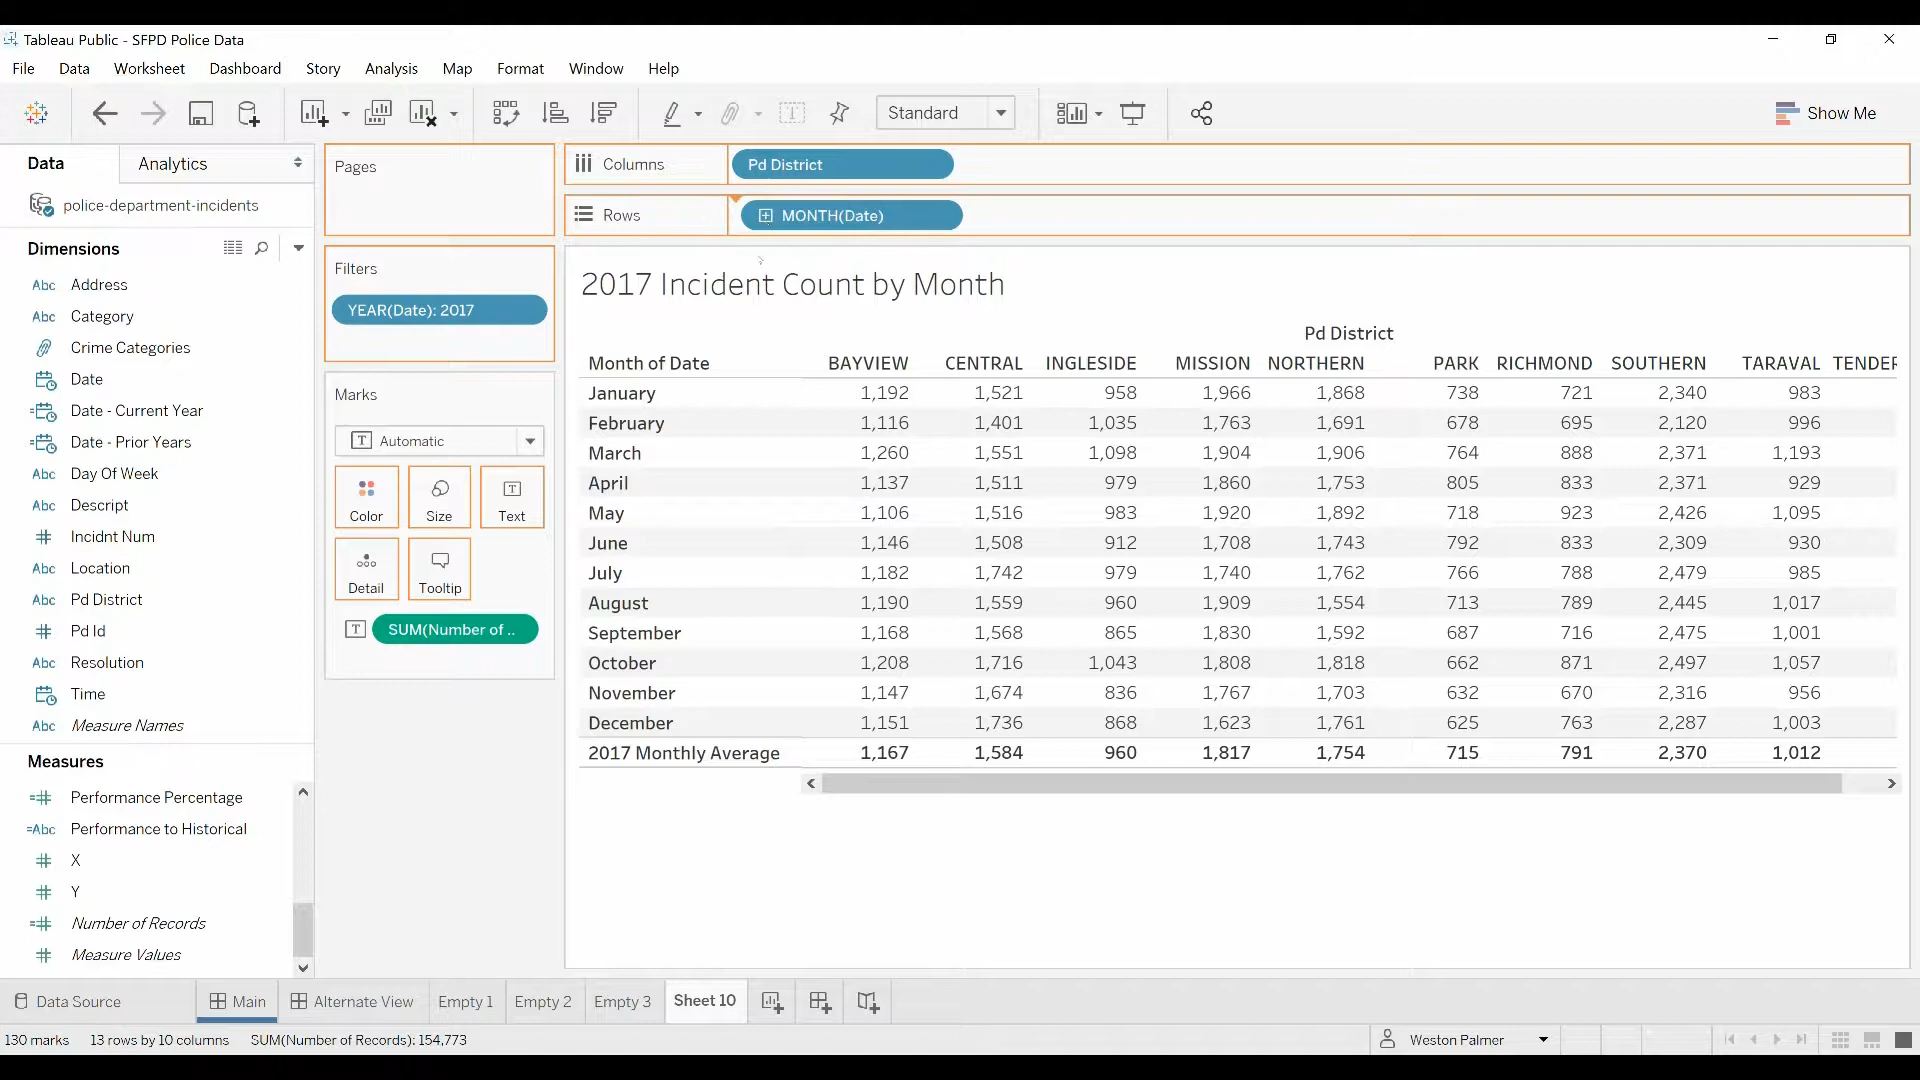 Tableau Public - SFPD Police Data
File Data Worksheet Dashboard Story Analysis Map Format Window Help
Standard Show Me
Data Analytics
police-department-incidents
Dimensions
Abc Address
Abc Category
Crime Categories
Date
Date - Current Year
Date - Prior Years
Abc Day Of Week
Abc Descript
Incidnt Num
Abc Location
Abc Pd District
Pd Id
Abc Resolution
Time
Abc Measure Names
Measures
Performance Percentage
=Abc Performance to Historical
X
Y
Number of Records
Measure Values
Pages
Filters
YEAR(Date): 2017
Marks
Automatic
Color Size Text
Detail Tooltip
SUM(Number of ..
Columns Pd District
Rows MONTH(Date)
2017 Incident Count by Month
Pd District
Month of Date BAYVIEW CENTRAL INGLESIDE MISSION NORTHERN PARK RICHMOND SOUTHERN TARAVAL TENDER
January 1,192 1,521 958 1,966 1,868 738 721 2,340 983
February 1,116 1,401 1,035 1,763 1,691 678 695 2,120 996
March 1,260 1,551 1,098 1,904 1,906 764 888 2,371 1,193
April 1,137 1,511 979 1,860 1,753 805 833 2,371 929
May 1,106 1,516 983 1,920 1,892 718 923 2,426 1,095
June 1,146 1,508 912 1,708 1,743 792 833 2,309 930
July 1,182 1,742 979 1,740 1,762 766 788 2,479 985
August 1,190 1,559 960 1,909 1,554 713 789 2,445 1,017
September 1,168 1,568 865 1,830 1,592 687 716 2,475 1,001
October 1,208 1,716 1,043 1,808 1,818 662 871 2,497 1,057
November 1,147 1,674 836 1,767 1,703 632 670 2,316 956
December 1,151 1,736 868 1,623 1,761 625 763 2,287 1,003
2017 Monthly Average 1,167 1,584 960 1,817 1,754 715 791 2,370 1,012
Data Source Main Alternate View Empty 1 Empty 2 Empty 3 Sheet 10
130 marks 13 rows by 10 columns SUM(Number of Records): 154,773 Weston Palmer